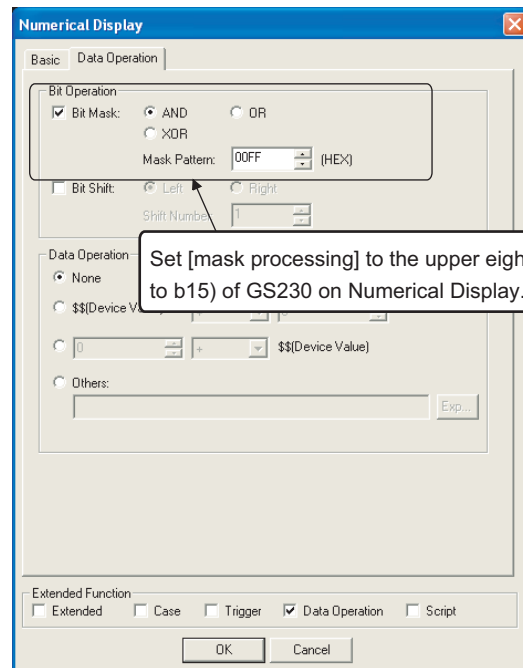 Numerical Display
Basic Data Operation
Bit Operation
Bit Mask: AND OR
XOR
Mask Pattern: 00FF (HEX)
Bit Shift: Left Right
Shift Number: 1
Set [mask processing] to the upper eigh
to b15) of GS230 on Numerical Display.
Data Operation
None
$$(Device V
0 + $$(Device Value)
Others:
Exp...
Extended Function
Extended Case Trigger Data Operation Script
OK Cancel